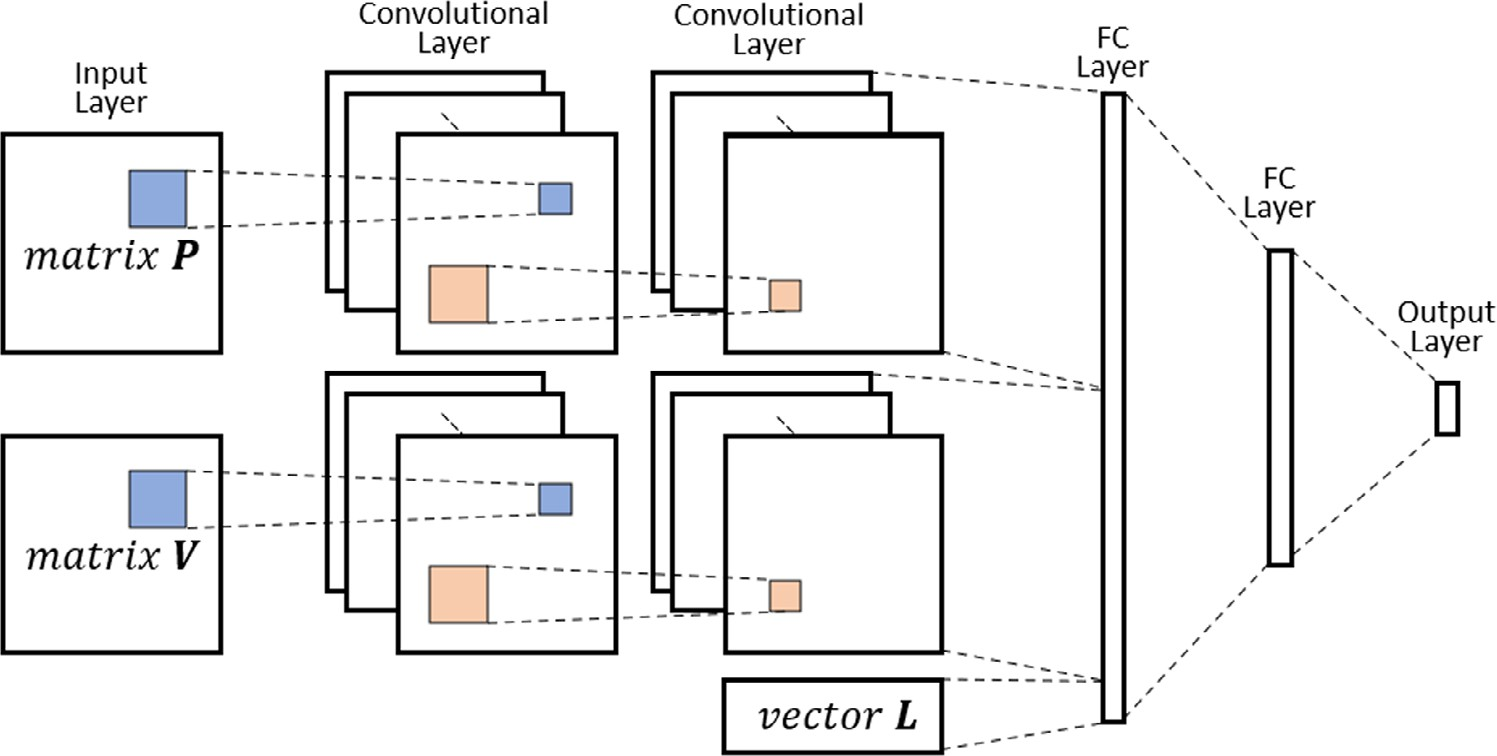 Convolutional
Layer
Convolutional
Layer
FC
Layer
Input
Layer
FC
Layer
matrix P
Output
Layer
matrix V
vector L